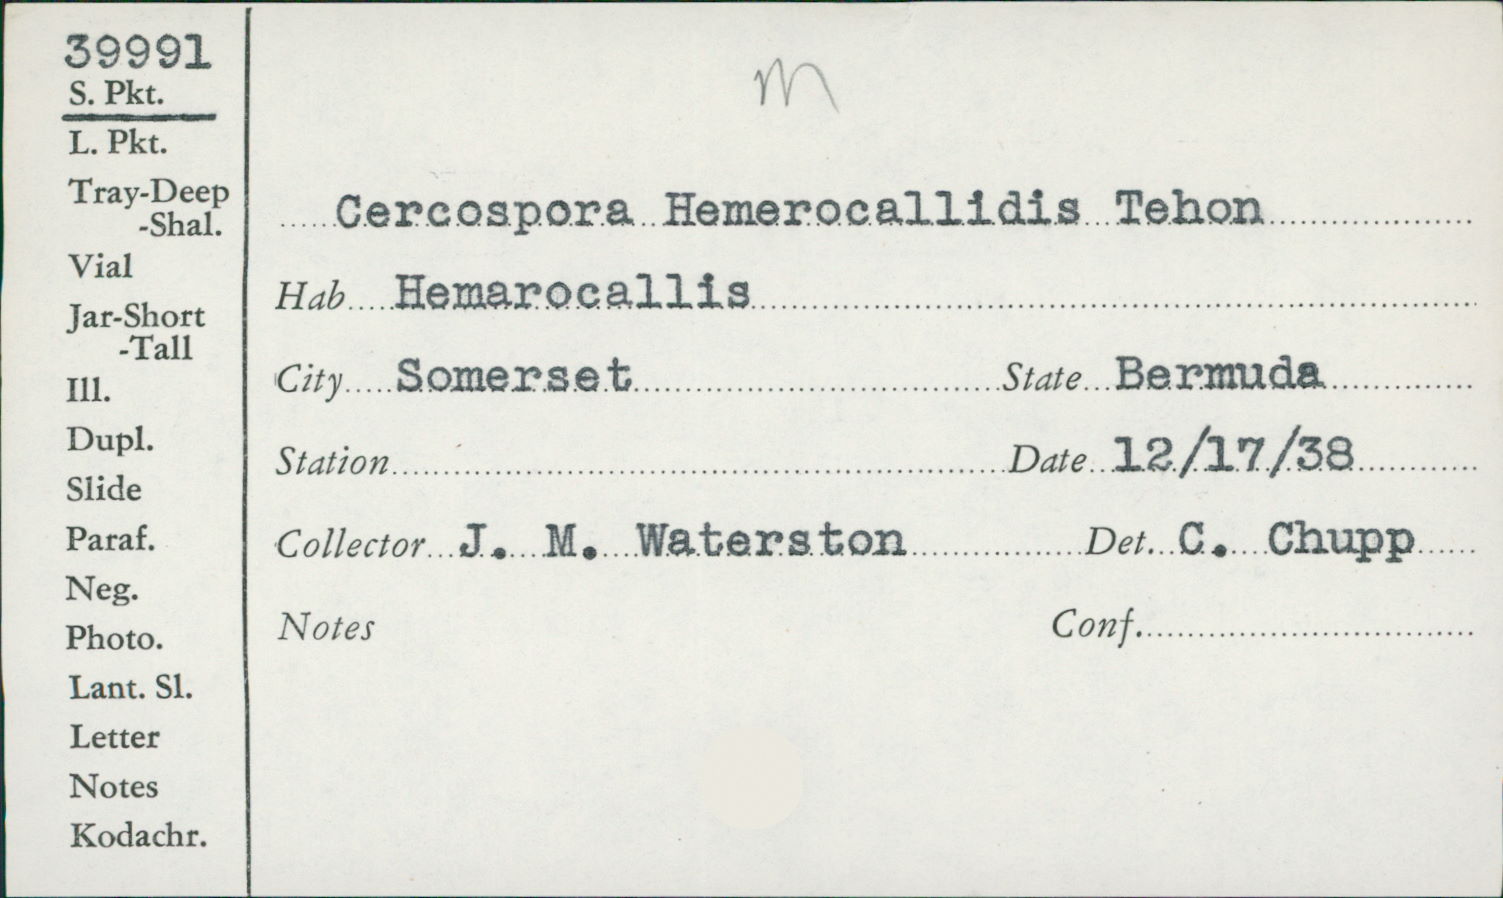 39991
S. Pkt.
L. Pkt.
Tray-Deep
-Shal.
Vial
Jar-Short
-Tall
Ill.
Dupl.
Slide
Paraf.
Neg.
Photo.
Lant. Sl.
Letter
Notes
Kodachr.
m
Cercospora Hemerocallidis Tehon
Hab Hemarocallis
City Somerset State Bermuda
Station Date 12/17/38
Collector J. M. Waterston Det. C. Chupp
Notes Conf.